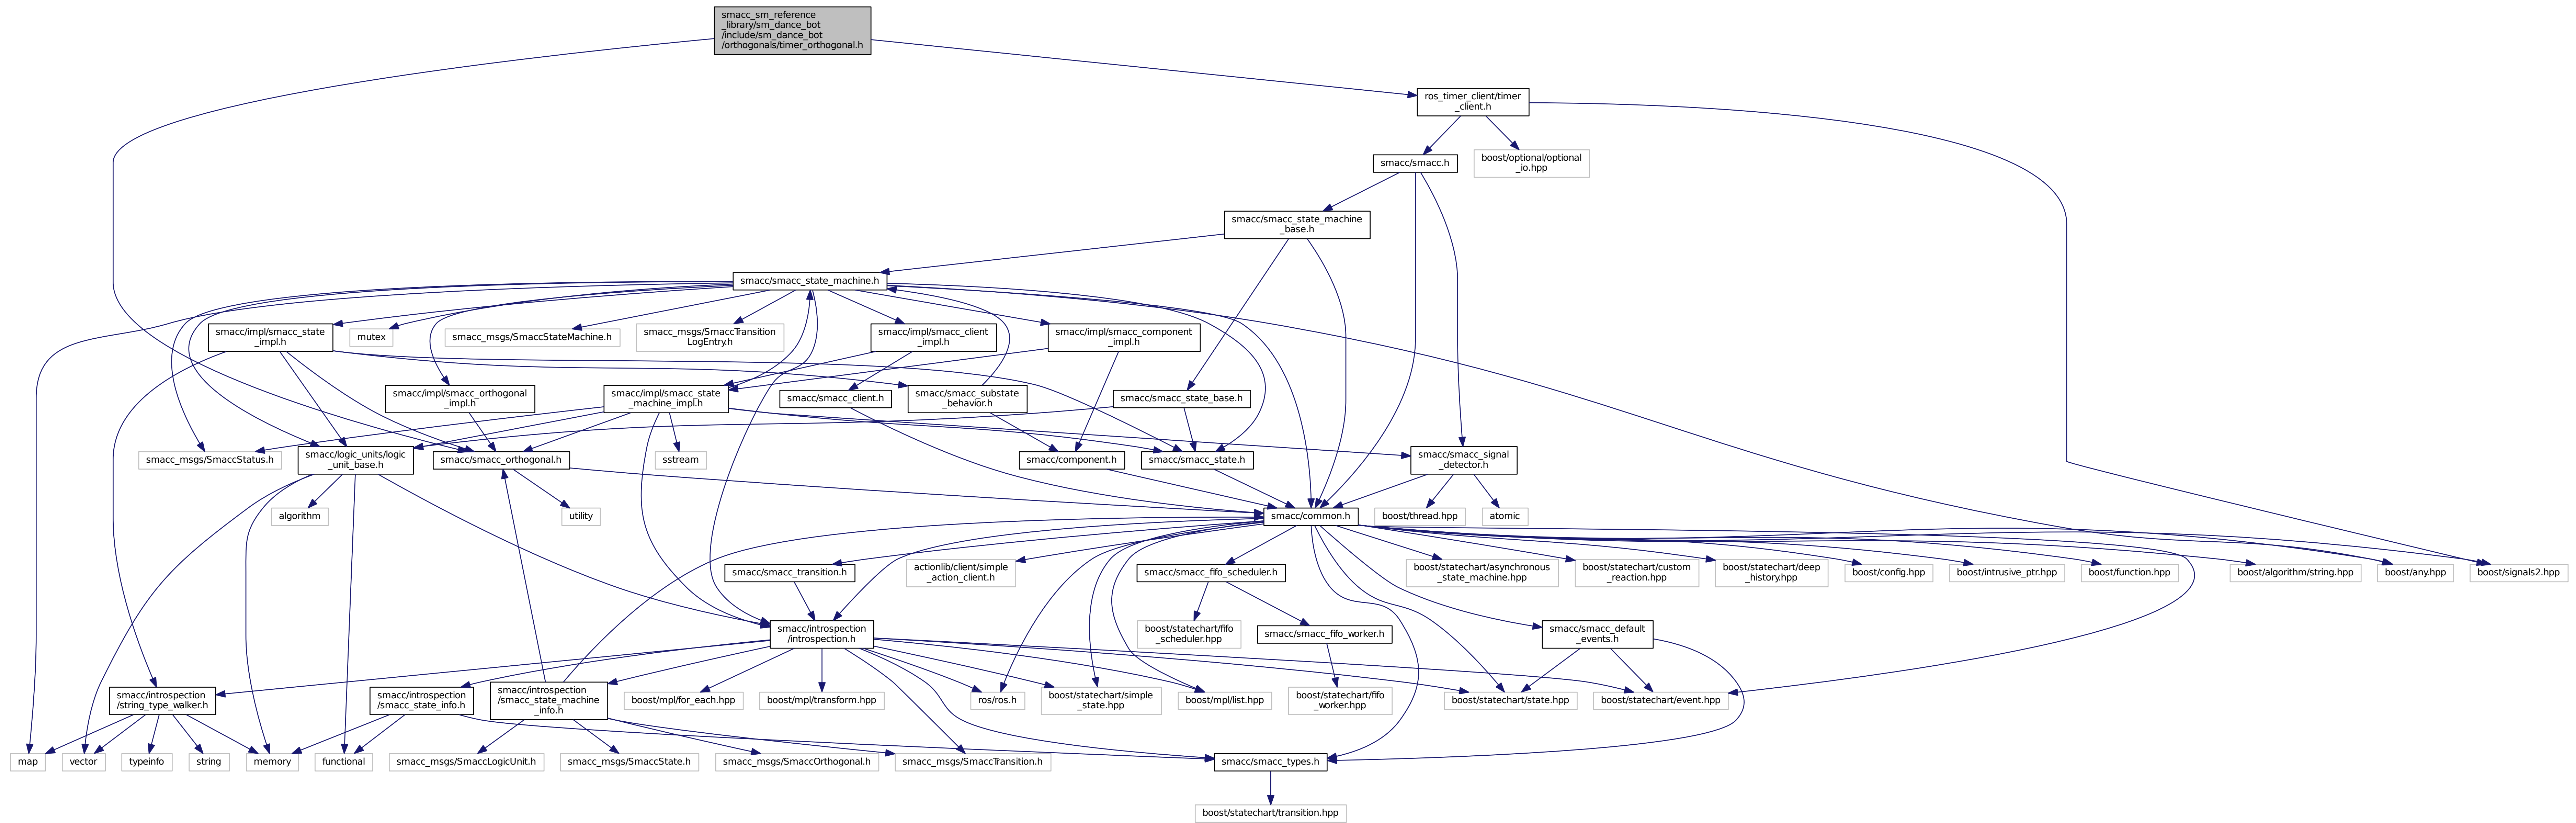 smacc_sm_reference
_library/sm_dance_bot
/include/sm_dance_bot
/orthogonals/timer_orthogonal.h
ros_timer_client/timer
_client.h
smacc/smacc.h
boost/optional/optional
_io.hpp
smacc/smacc_state_machine
_base.h
smacc/smacc_state_machine.h
smacc/impl/smacc_state
_impl.h
mutex
smacc_msgs/SmaccStateMachine.h
smacc_msgs/SmaccTransition
LogEntry.h
smacc/impl/smacc_client
_impl.h
smacc/impl/smacc_component
_impl.h
smacc/impl/smacc_orthogonal
_impl.h
smacc/impl/smacc_state
_machine_impl.h
smacc/smacc_client.h
smacc/smacc_substate
_behavior.h
smacc/smacc_state_base.h
smacc_msgs/SmaccStatus.h
smacc/logic_units/logic
_unit_base.h
smacc/smacc_orthogonal.h
sstream
smacc/component.h
smacc/smacc_state.h
smacc/smacc_signal
_detector.h
algorithm
utility
smacc/common.h
boost/thread.hpp
atomic
smacc/smacc_transition.h
actionlib/client/simple
_action_client.h
smacc/smacc_fifo_scheduler.h
boost/statechart/asynchronous
_state_machine.hpp
boost/statechart/custom
_reaction.hpp
boost/statechart/deep
_history.hpp
boost/config.hpp
boost/intrusive_ptr.hpp
boost/function.hpp
boost/algorithm/string.hpp
boost/any.hpp
boost/signals2.hpp
smacc/introspection
/introspection.h
boost/statechart/fifo
_scheduler.hpp
smacc/smacc_fifo_worker.h
smacc/smacc_default
_events.h
smacc/introspection
/string_type_walker.h
smacc/introspection
/smacc_state_info.h
smacc/introspection
/smacc_state_machine
_info.h
boost/mpl/for_each.hpp
boost/mpl/transform.hpp
ros/ros.h
boost/statechart/simple
_state.hpp
boost/mpl/list.hpp
boost/statechart/fifo
_worker.hpp
boost/statechart/state.hpp
boost/statechart/event.hpp
map
vector
typeinfo
string
memory
functional
smacc_msgs/SmaccLogicUnit.h
smacc_msgs/SmaccState.h
smacc_msgs/SmaccOrthogonal.h
smacc_msgs/SmaccTransition.h
smacc/smacc_types.h
boost/statechart/transition.hpp